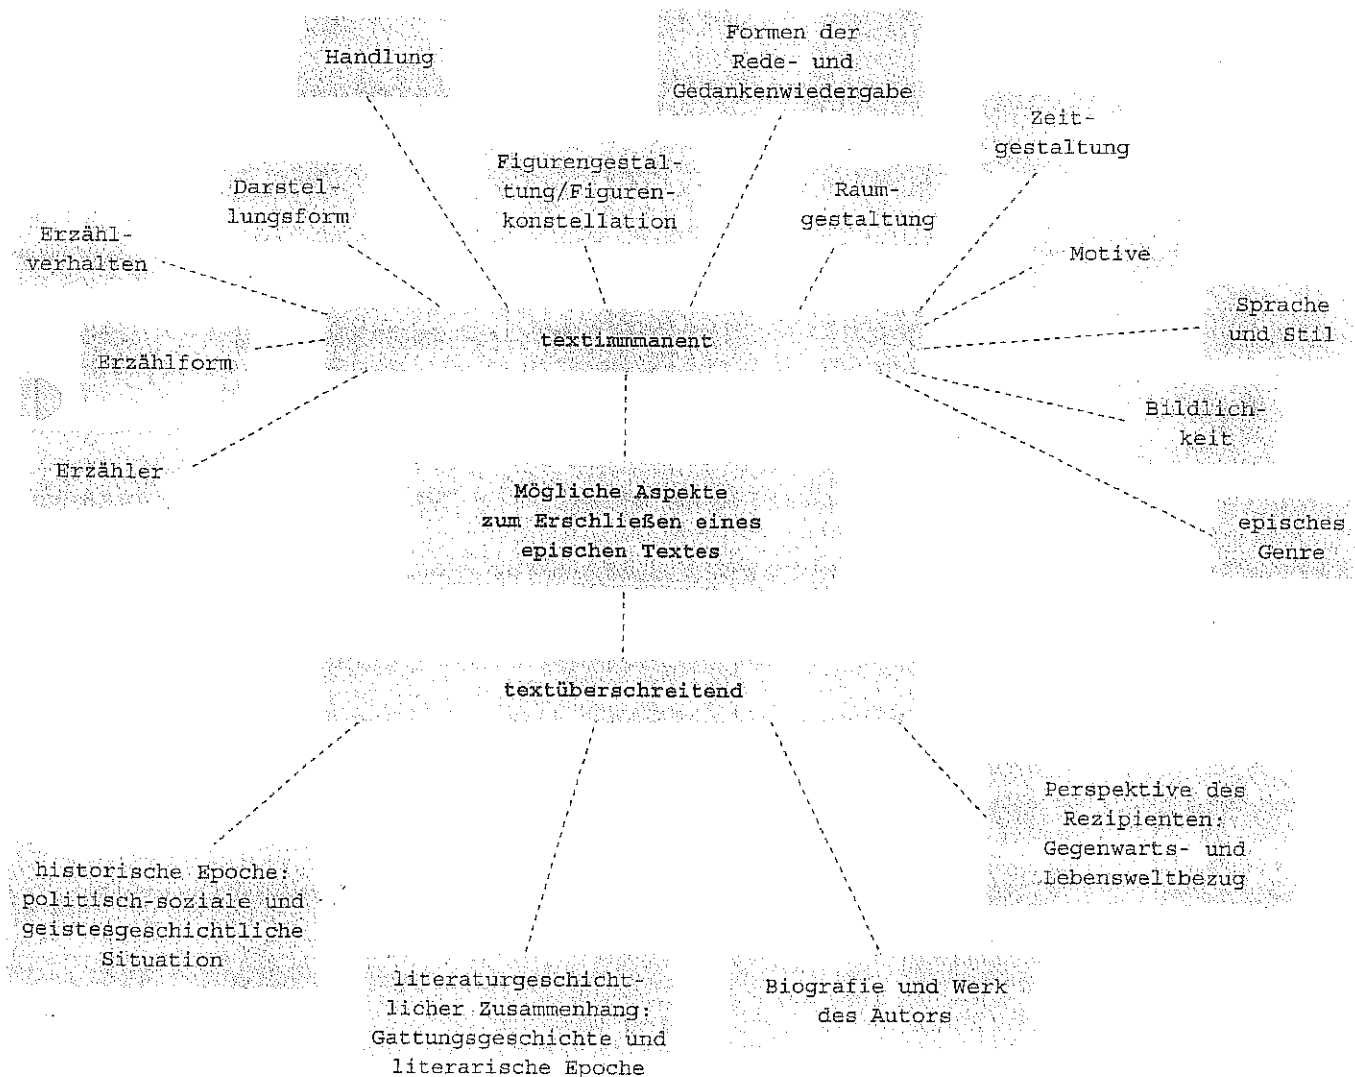 Handlung
Formen der
Rede- und
Gedankenwiedergabe
Zeit-
gestaltung
Figurengestal-
tung/Figuren-
konstellation
Darstel-
lungsform
Raum-
gestaltung
Erzähl-
verhalten
Motive
Sprache
und Stil
textimmmanent
Erzählform
Bildlich-
keit
Erzähler
Mögliche Aspekte
zum Erschließen eines
epischen Textes
episches
Genre
textüberschreitend
Perspektive des
Rezipienten:
Gegenwarts- und
Lebensweltbezug
historische Epoche:
politisch-soziale und
geistesgeschichtliche
Situation
literaturgeschicht-
licher Zusammenhang:
Gattungsgeschichte und
literarische Epoche
Biografie und Werk
des Autors